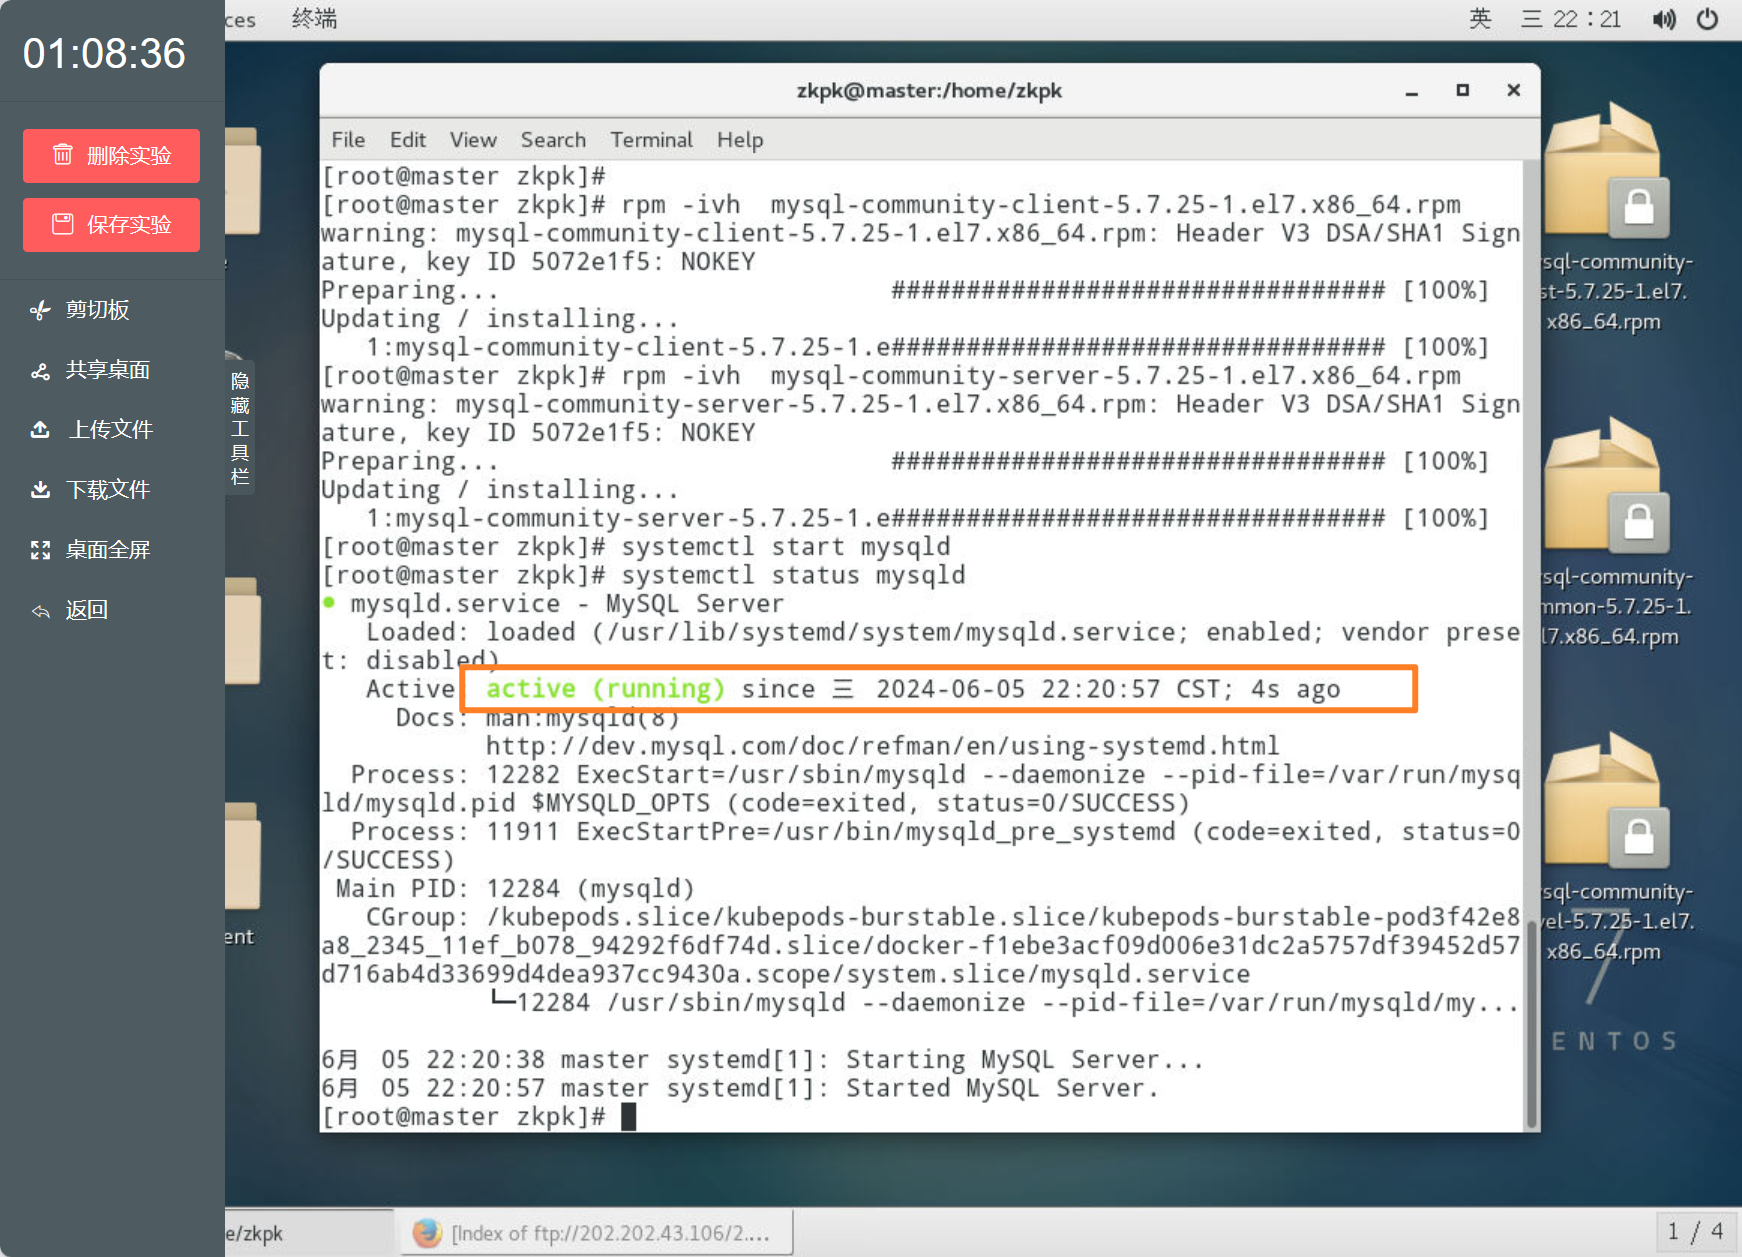 01:08:36
删除实验
保存实验
剪切板
共享桌面
上传文件
下载文件
桌面全屏
返回
隐藏工具栏
ces 终端
英 三 22：21
zkpk@master:/home/zkpk
File Edit View Search Terminal Help
[root@master zkpk]#
[root@master zkpk]# rpm -ivh  mysql-community-client-5.7.25-1.el7.x86_64.rpm
warning: mysql-community-client-5.7.25-1.el7.x86_64.rpm: Header V3 DSA/SHA1 Sign
ature, key ID 5072e1f5: NOKEY
Preparing...                          ################################# [100%]
Updating / installing...
   1:mysql-community-client-5.7.25-1.e################################# [100%]
[root@master zkpk]# rpm -ivh  mysql-community-server-5.7.25-1.el7.x86_64.rpm
warning: mysql-community-server-5.7.25-1.el7.x86_64.rpm: Header V3 DSA/SHA1 Sign
ature, key ID 5072e1f5: NOKEY
Preparing...                          ################################# [100%]
Updating / installing...
   1:mysql-community-server-5.7.25-1.e################################# [100%]
[root@master zkpk]# systemctl start mysqld
[root@master zkpk]# systemctl status mysqld
● mysqld.service - MySQL Server
   Loaded: loaded (/usr/lib/systemd/system/mysqld.service; enabled; vendor prese
t: disabled)
   Active: active (running) since 三 2024-06-05 22:20:57 CST; 4s ago
     Docs: man:mysqld(8)
           http://dev.mysql.com/doc/refman/en/using-systemd.html
  Process: 12282 ExecStart=/usr/sbin/mysqld --daemonize --pid-file=/var/run/mysq
ld/mysqld.pid $MYSQLD_OPTS (code=exited, status=0/SUCCESS)
  Process: 11911 ExecStartPre=/usr/bin/mysqld_pre_systemd (code=exited, status=0
/SUCCESS)
 Main PID: 12284 (mysqld)
   CGroup: /kubepods.slice/kubepods-burstable.slice/kubepods-burstable-pod3f42e8
a8_2345_11ef_b078_94292f6df74d.slice/docker-f1ebe3acf09d006e31dc2a5757df39452d57
d716ab4d33699d4dea937cc9430a.scope/system.slice/mysqld.service
           └─12284 /usr/sbin/mysqld --daemonize --pid-file=/var/run/mysqld/my...
6月 05 22:20:38 master systemd[1]: Starting MySQL Server...
6月 05 22:20:57 master systemd[1]: Started MySQL Server.
[root@master zkpk]#
sql-community-
st-5.7.25-1.el7.
x86_64.rpm
sql-community-
mmon-5.7.25-1.
l7.x86_64.rpm
sql-community-
vel-5.7.25-1.el7.
x86_64.rpm
7
ENTOS
ent
e/zkpk
[Index of ftp://202.202.43.106/2....
1 / 4